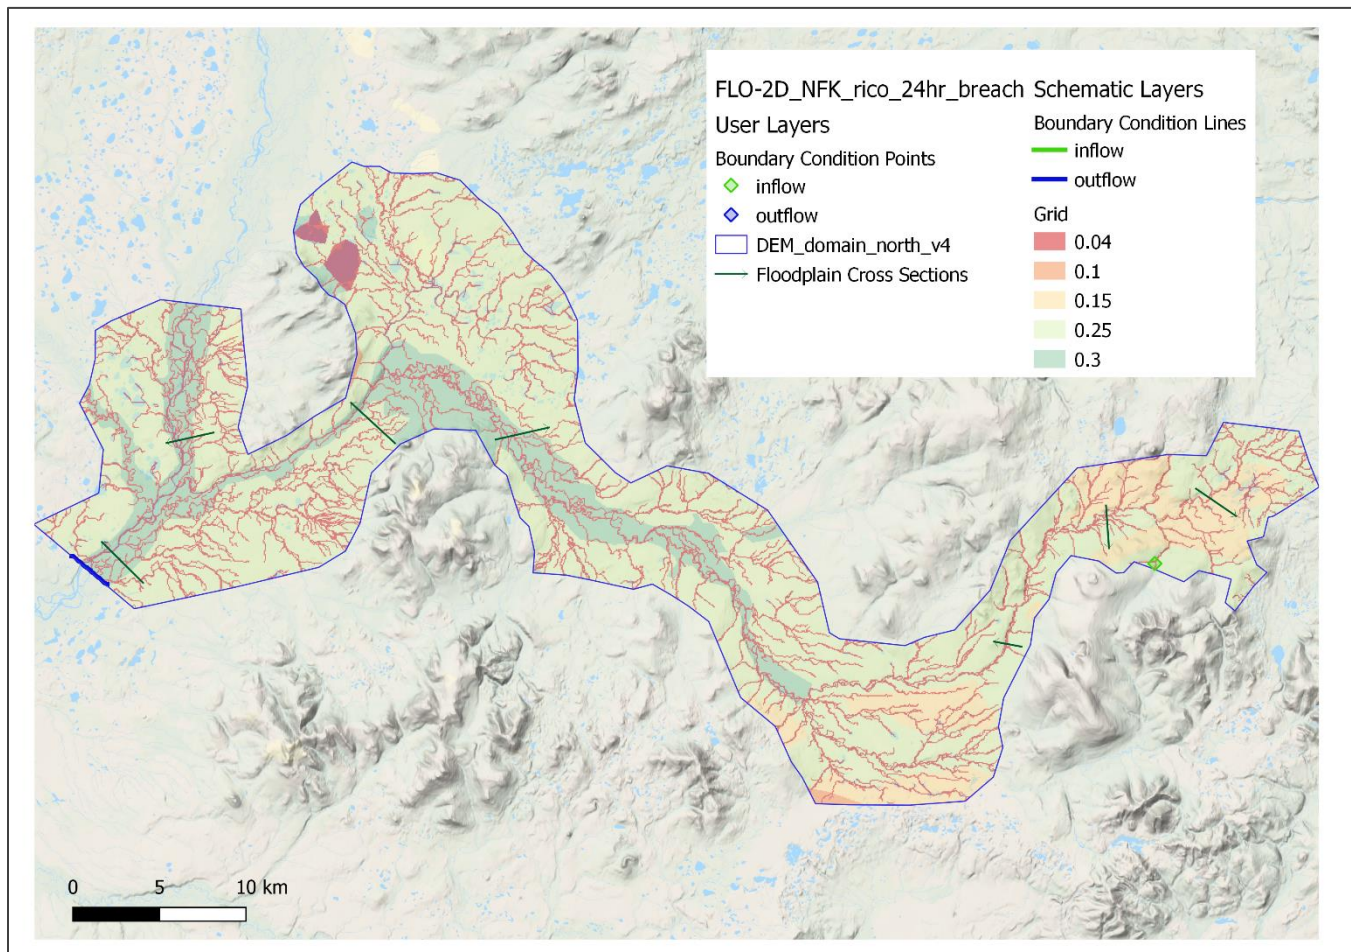 FLO-2D_NFK_rico_24hr_breach
User Layers
Boundary Condition Points
inflow
outflow
DEM_domain_north_v4
Floodplain Cross Sections
Schematic Layers
Boundary Condition Lines
inflow
outflow
Grid
0.04
0.1
0.15
0.25
0.3
0 5 10 km